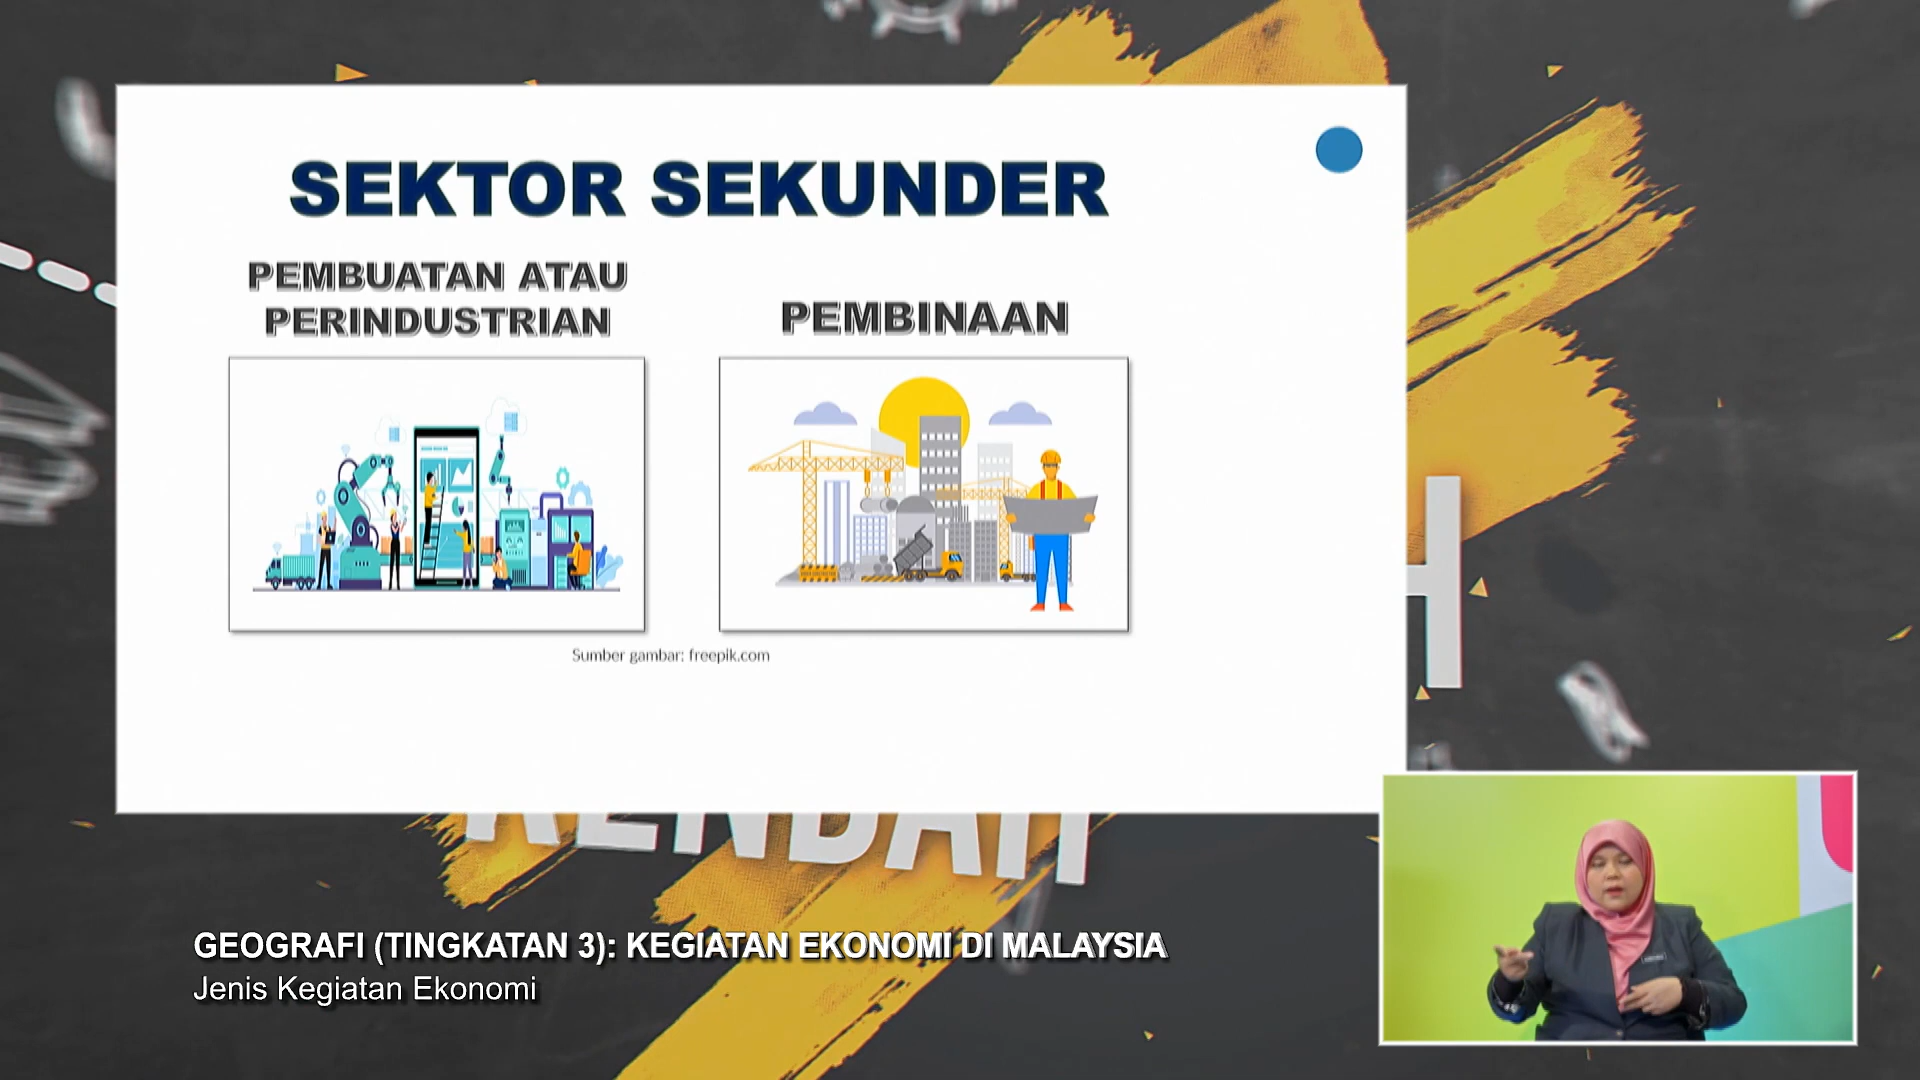 SEKTOR SEKUNDER
PEMBUATAN ATAU
PERINDUSTRIAN
PEMBINAAN
Sumber gambar: freepik.com
H
RENDAH
GEOGRAFI (TINGKATAN 3): KEGIATAN EKONOMI DI MALAYSIA
Jenis Kegiatan Ekonomi